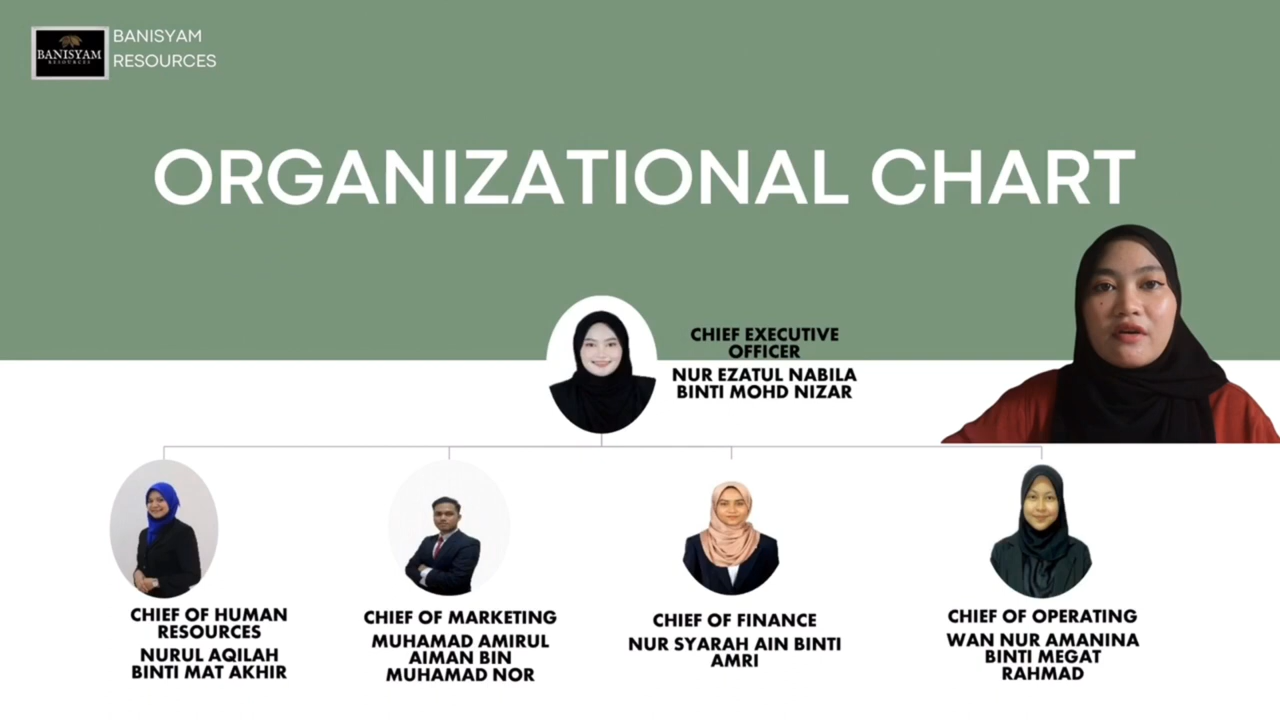 BANISYAM
RESOURCES
BANISYAM
RESOURCES
ORGANIZATIONAL CHART
CHIEF EXECUTIVE
OFFICER
NUR EZATUL NABILA
BINTI MOHD NIZAR
CHIEF OF HUMAN
RESOURCES
NURUL AQILAH
BINTI MAT AKHIR
CHIEF OF MARKETING
MUHAMAD AMIRUL
AIMAN BIN
MUHAMAD NOR
CHIEF OF FINANCE
NUR SYARAH AIN BINTI
AMRI
CHIEF OF OPERATING
WAN NUR AMANINA
BINTI MEGAT
RAHMAD